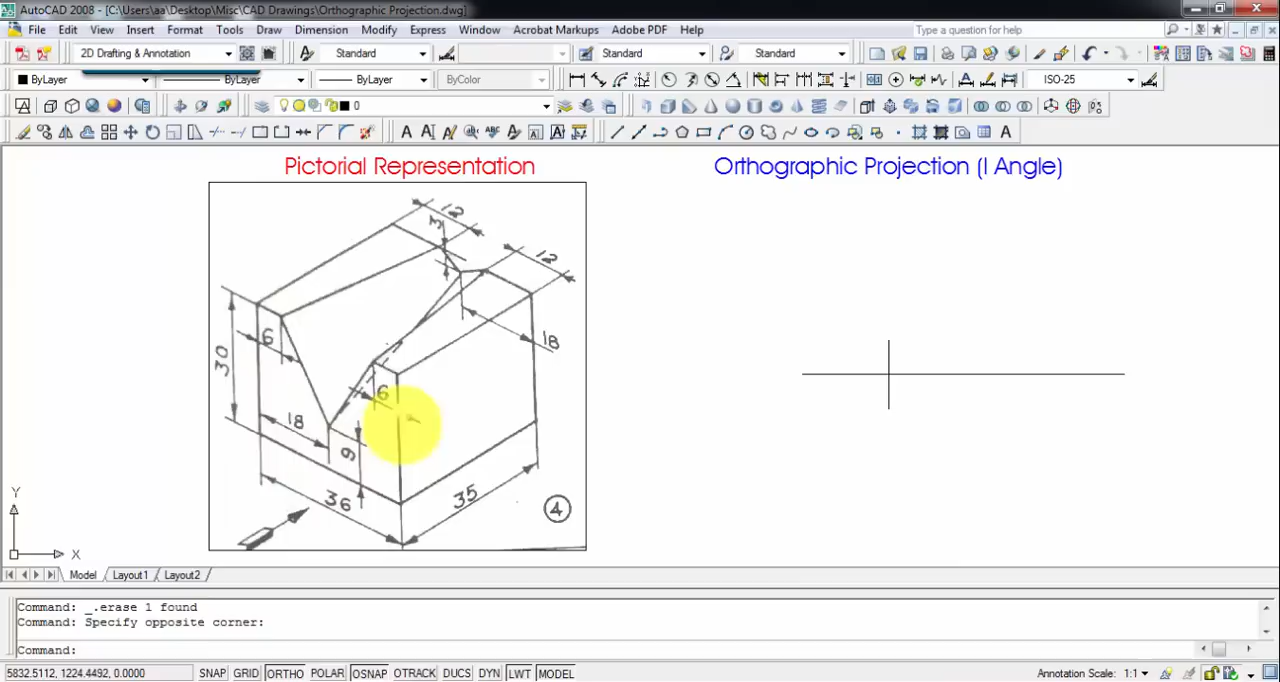 AutoCAD 2008 - [C:\Users\aa\Desktop\Misc\CAD Drawings\Orthographic Projection.dwg]
File Edit View Insert Format Tools Draw Dimension Modify Express Window Acrobat Markups Adobe PDF Help
Type a question for help
2D Drafting & Annotation
Standard
Standard
Standard
ByLayer
ByLayer
ByLayer
ByColor
ISO-25
0
Pictorial Representation
Orthographic Projection (I Angle)
12
3
12
6
18
30
6
18
9
36
35
4
Y
X
Model Layout1 Layout2
Command: _.erase 1 found
Command: Specify opposite corner:
Command:
5832.5112, 1224.4492, 0.0000 SNAP GRID ORTHO POLAR OSNAP OTRACK DUCS DYN LWT MODEL Annotation Scale: 1:1